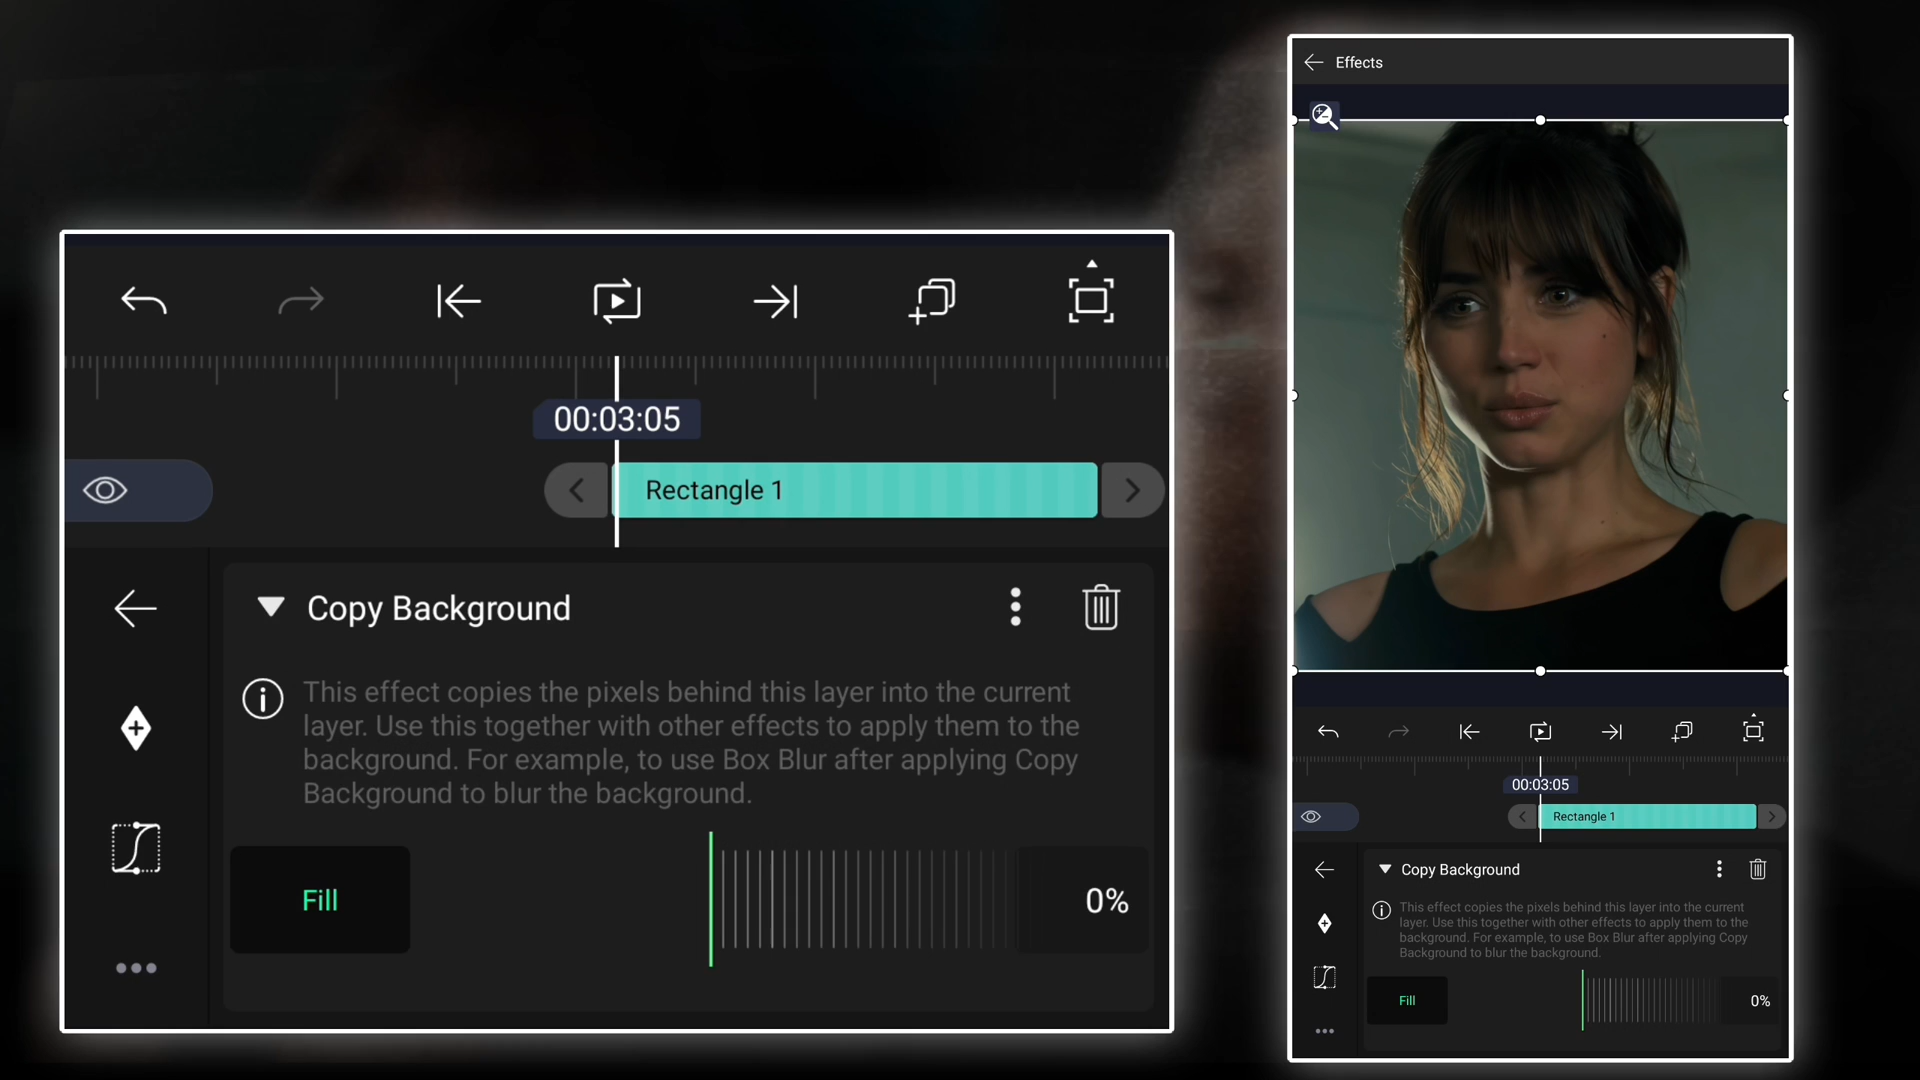 00:03:05
Rectangle 1
Copy Background
This effect copies the pixels behind this layer into the current
layer. Use this together with other effects to apply them to the
background. For example, to use Box Blur after applying Copy
Background to blur the background.
Fill
0%
Effects
00:03:05
Rectangle 1
Copy Background
This effect copies the pixels behind this layer into the current
layer. Use this together with other effects to apply them to the
background. For example, to use Box Blur after applying Copy
Background to blur the background.
Fill
0%